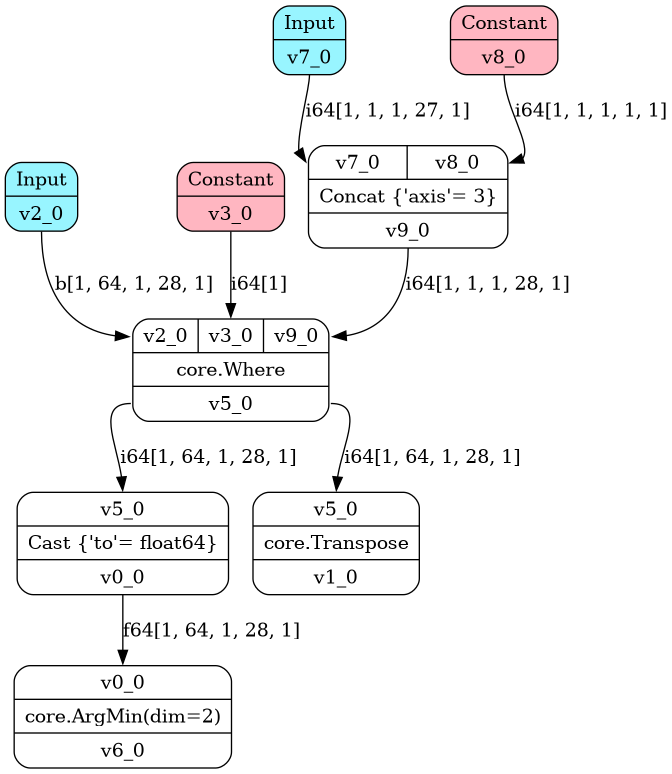 Input
v7_0
Constant
v8_0
i64[1, 1, 1, 27, 1]
i64[1, 1, 1, 1, 1]
v7_0 v8_0
Concat {'axis'= 3}
v9_0
Input
v2_0
Constant
v3_0
b[1, 64, 1, 28, 1]
i64[1]
i64[1, 1, 1, 28, 1]
v2_0 v3_0 v9_0
core.Where
v5_0
i64[1, 64, 1, 28, 1]
i64[1, 64, 1, 28, 1]
v5_0
Cast {'to'= float64}
v0_0
v5_0
core.Transpose
v1_0
f64[1, 64, 1, 28, 1]
v0_0
core.ArgMin(dim=2)
v6_0